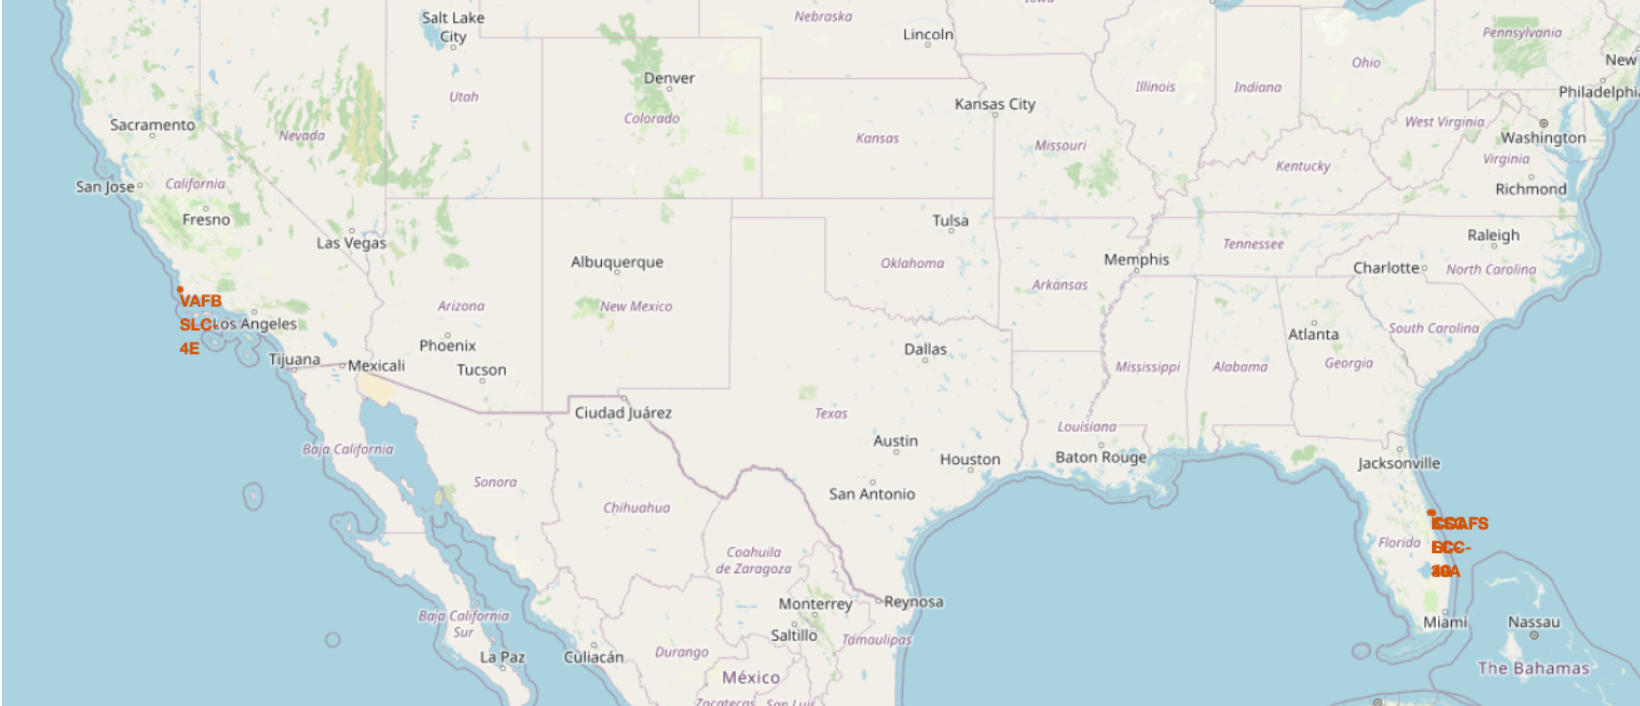 Nebraska
Iowa
Salt Lake
City
Lincoln
Pennsylvania
New
Denver
Ohio
Utah
Illinois
Indiana
Philadelphia
Kansas City
Colorado
West Virginia
Sacramento
Nevada
Kansas
Missouri
Washington
Virginia
Kentucky
San Jose
California
Richmond
Fresno
Tulsa
Las Vegas
Raleigh
Tennessee
Albuquerque
Oklahoma
Memphis
Charlotte
North Carolina
Arkansas
VAFB
SLC-
4E
Los Angeles
Arizona
New Mexico
Atlanta
South Carolina
Phoenix
Dallas
Tijuana
Mexicali
Tucson
Mississippi
Alabama
Georgia
Ciudad Juárez
Texas
Louisiana
Austin
Baja California
Houston
Baton Rouge
Jacksonville
Sonora
San Antonio
Chihuahua
Florida
Coahuila
de Zaragoza
Monterrey
Reynosa
Baja California
Sur
Saltillo
Tamaulipas
Miami
Nassau
La Paz
Culiacán
Durango
México
The Bahamas
Zacatecas
San Luis